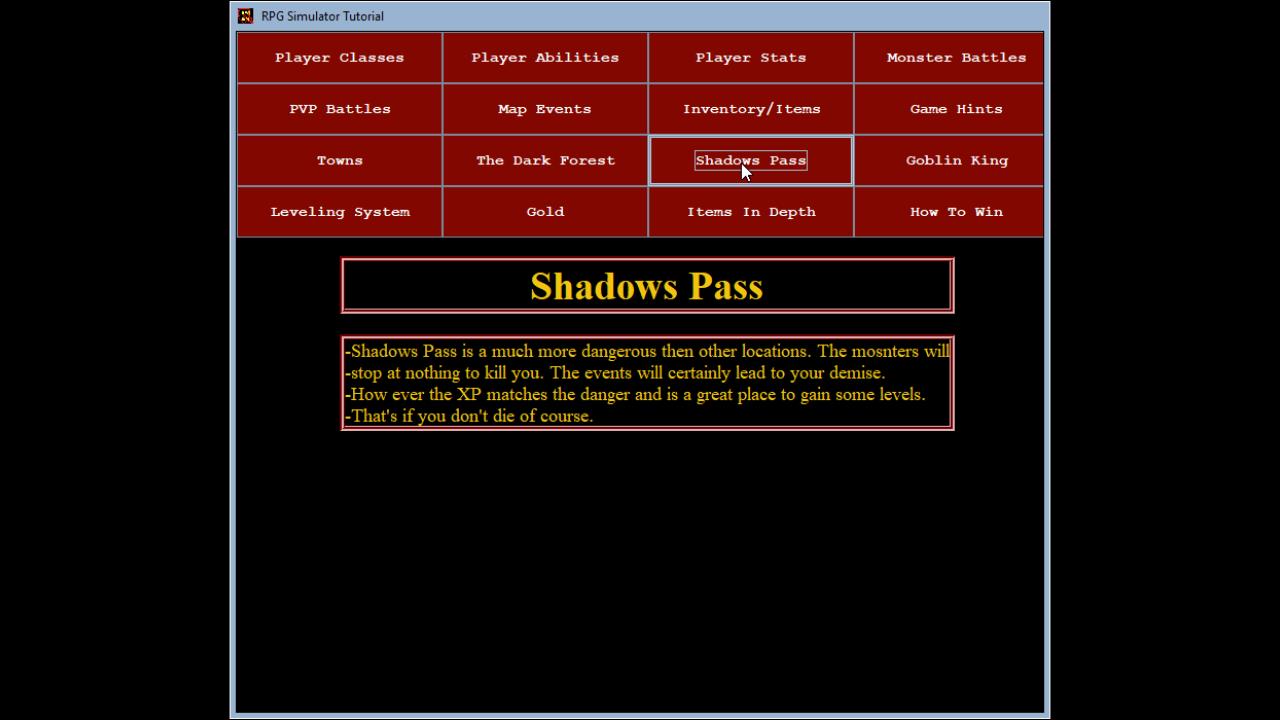 RPG Simulator Tutorial
Player Classes
Player Abilities
Player Stats
Monster Battles
PVP Battles
Map Events
Inventory/Items
Game Hints
Towns
The Dark Forest
Shadows Pass
Goblin King
Leveling System
Gold
Items In Depth
How To Win
Shadows Pass
-Shadows Pass is a much more dangerous then other locations. The mosnters will
-stop at nothing to kill you. The events will certainly lead to your demise.
-How ever the XP matches the danger and is a great place to gain some levels.
-That's if you don't die of course.